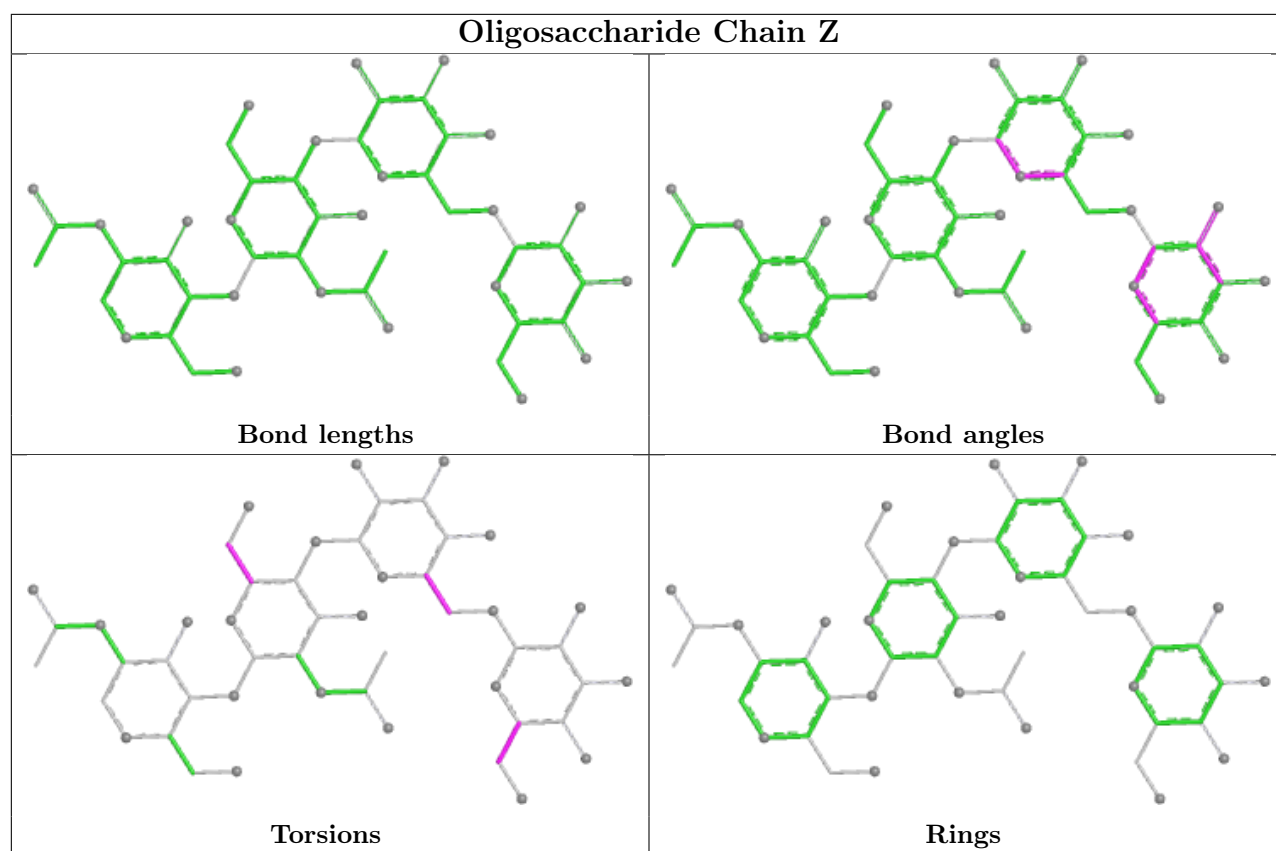 Oligosaccharide Chain Z
Bond lengths
Bond angles
Torsions
Rings